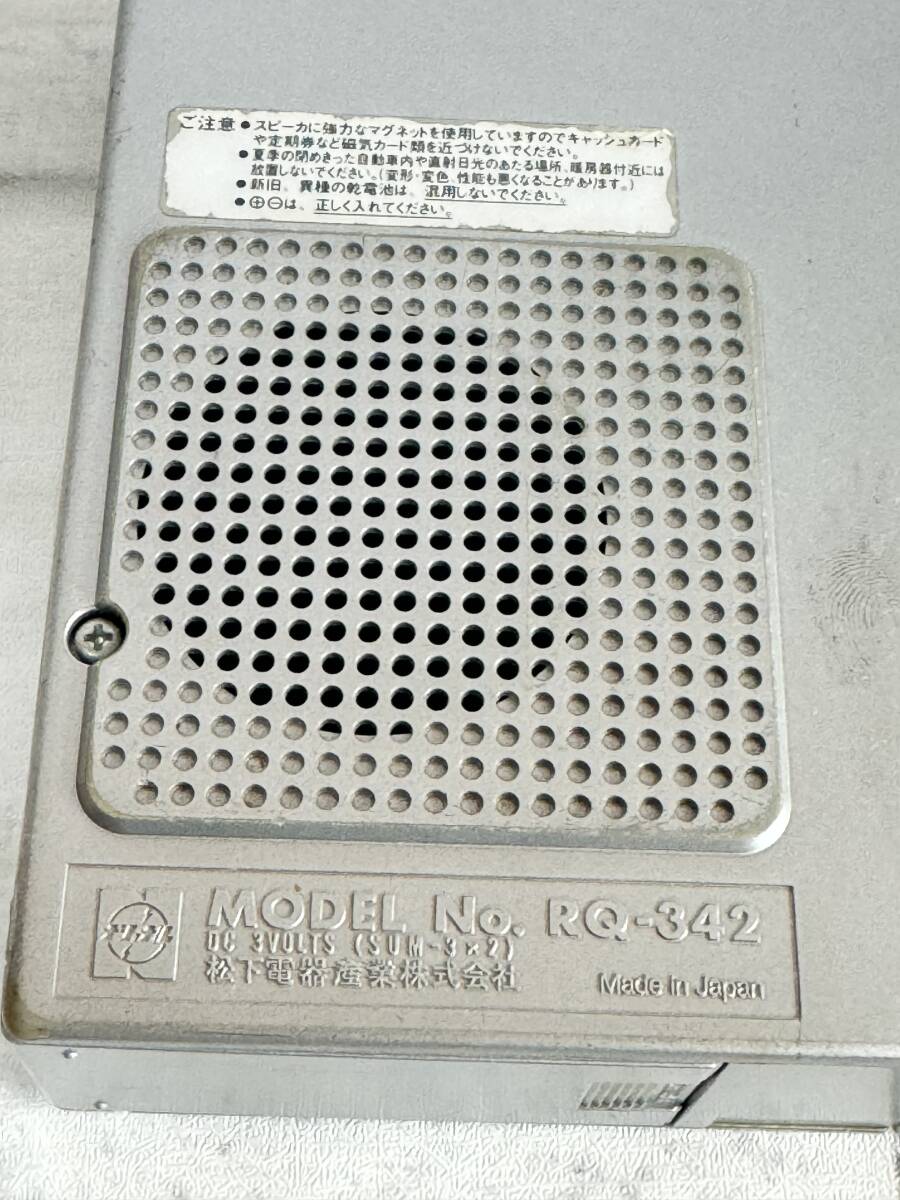 ご注意 ●スピーカに強力なマグネットを使用していますのでキャッシュカード
や定期券など磁気カード類を近づけないでください。
●夏季の閉めきった自動車内や直射日光のあたる場所、暖房器付近には
放置しないでください。(変形・変色、性能も悪くなることがあります。)
●新旧、異種の乾電池は、混用しないでください。
●⊕⊖は、正しく入れてください。
MODEL No. RQ-342
DC 3VOLTS (SUM-3×2)
松下電器産業株式会社
Made in Japan